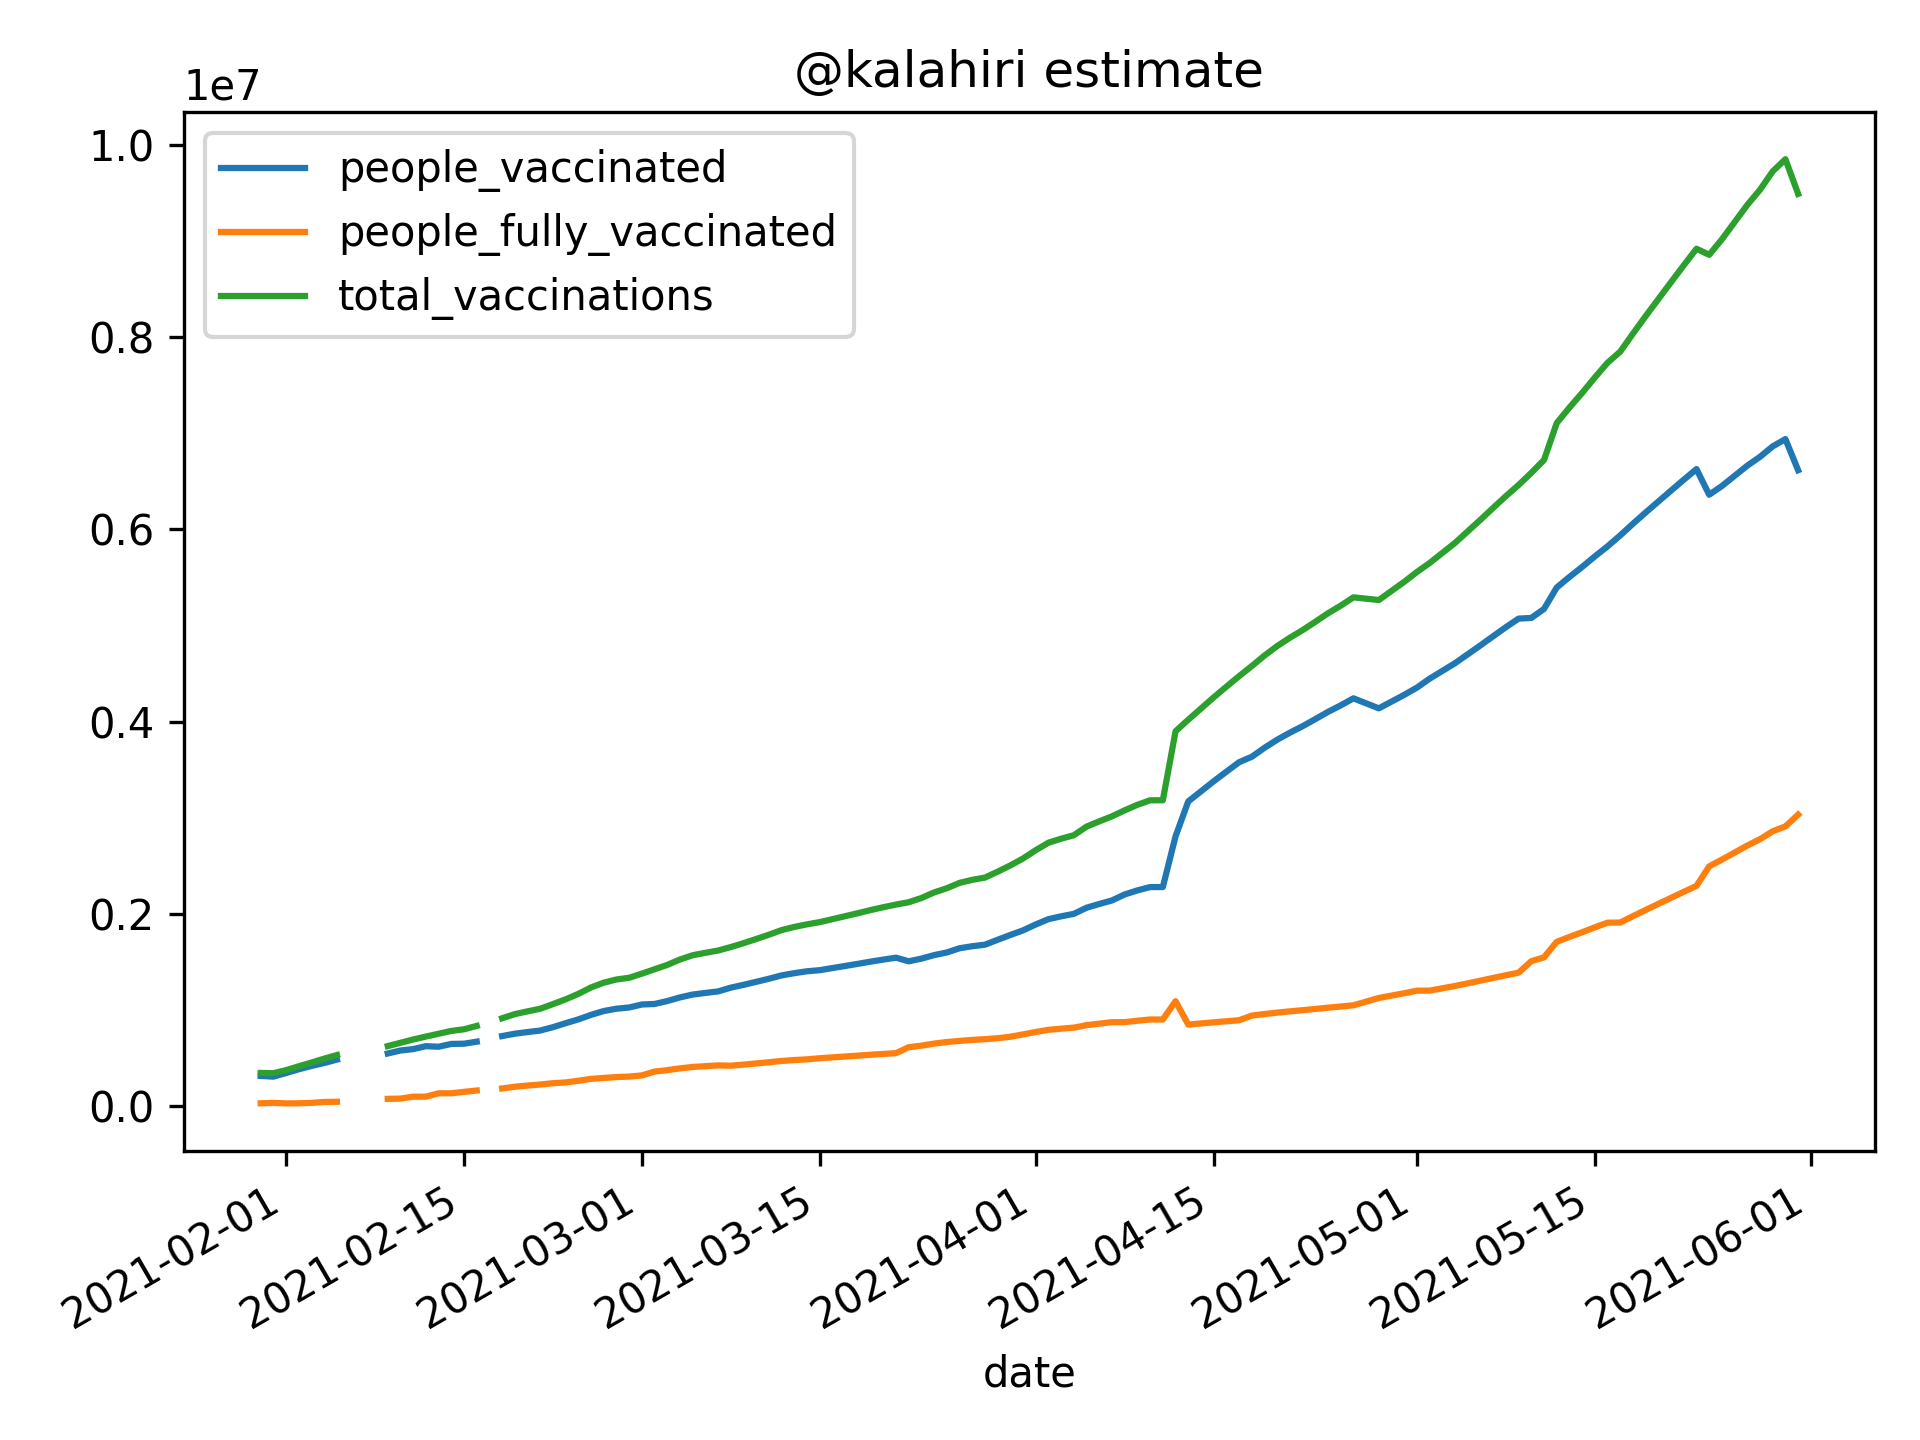 @kalahiri estimate
1e7
1.0
0.8
0.6
0.4
0.2
0.0
people_vaccinated
people_fully_vaccinated
total_vaccinations
2021-02-01
2021-02-15
2021-03-01
2021-03-15
2021-04-01
2021-04-15
2021-05-01
2021-05-15
2021-06-01
date